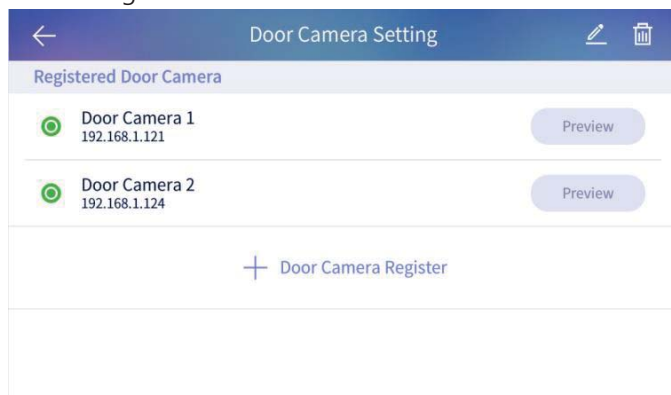 Door Camera Setting
Registered Door Camera
Door Camera 1
192.168.1.121
Preview
Door Camera 2
192.168.1.124
Preview
Door Camera Register